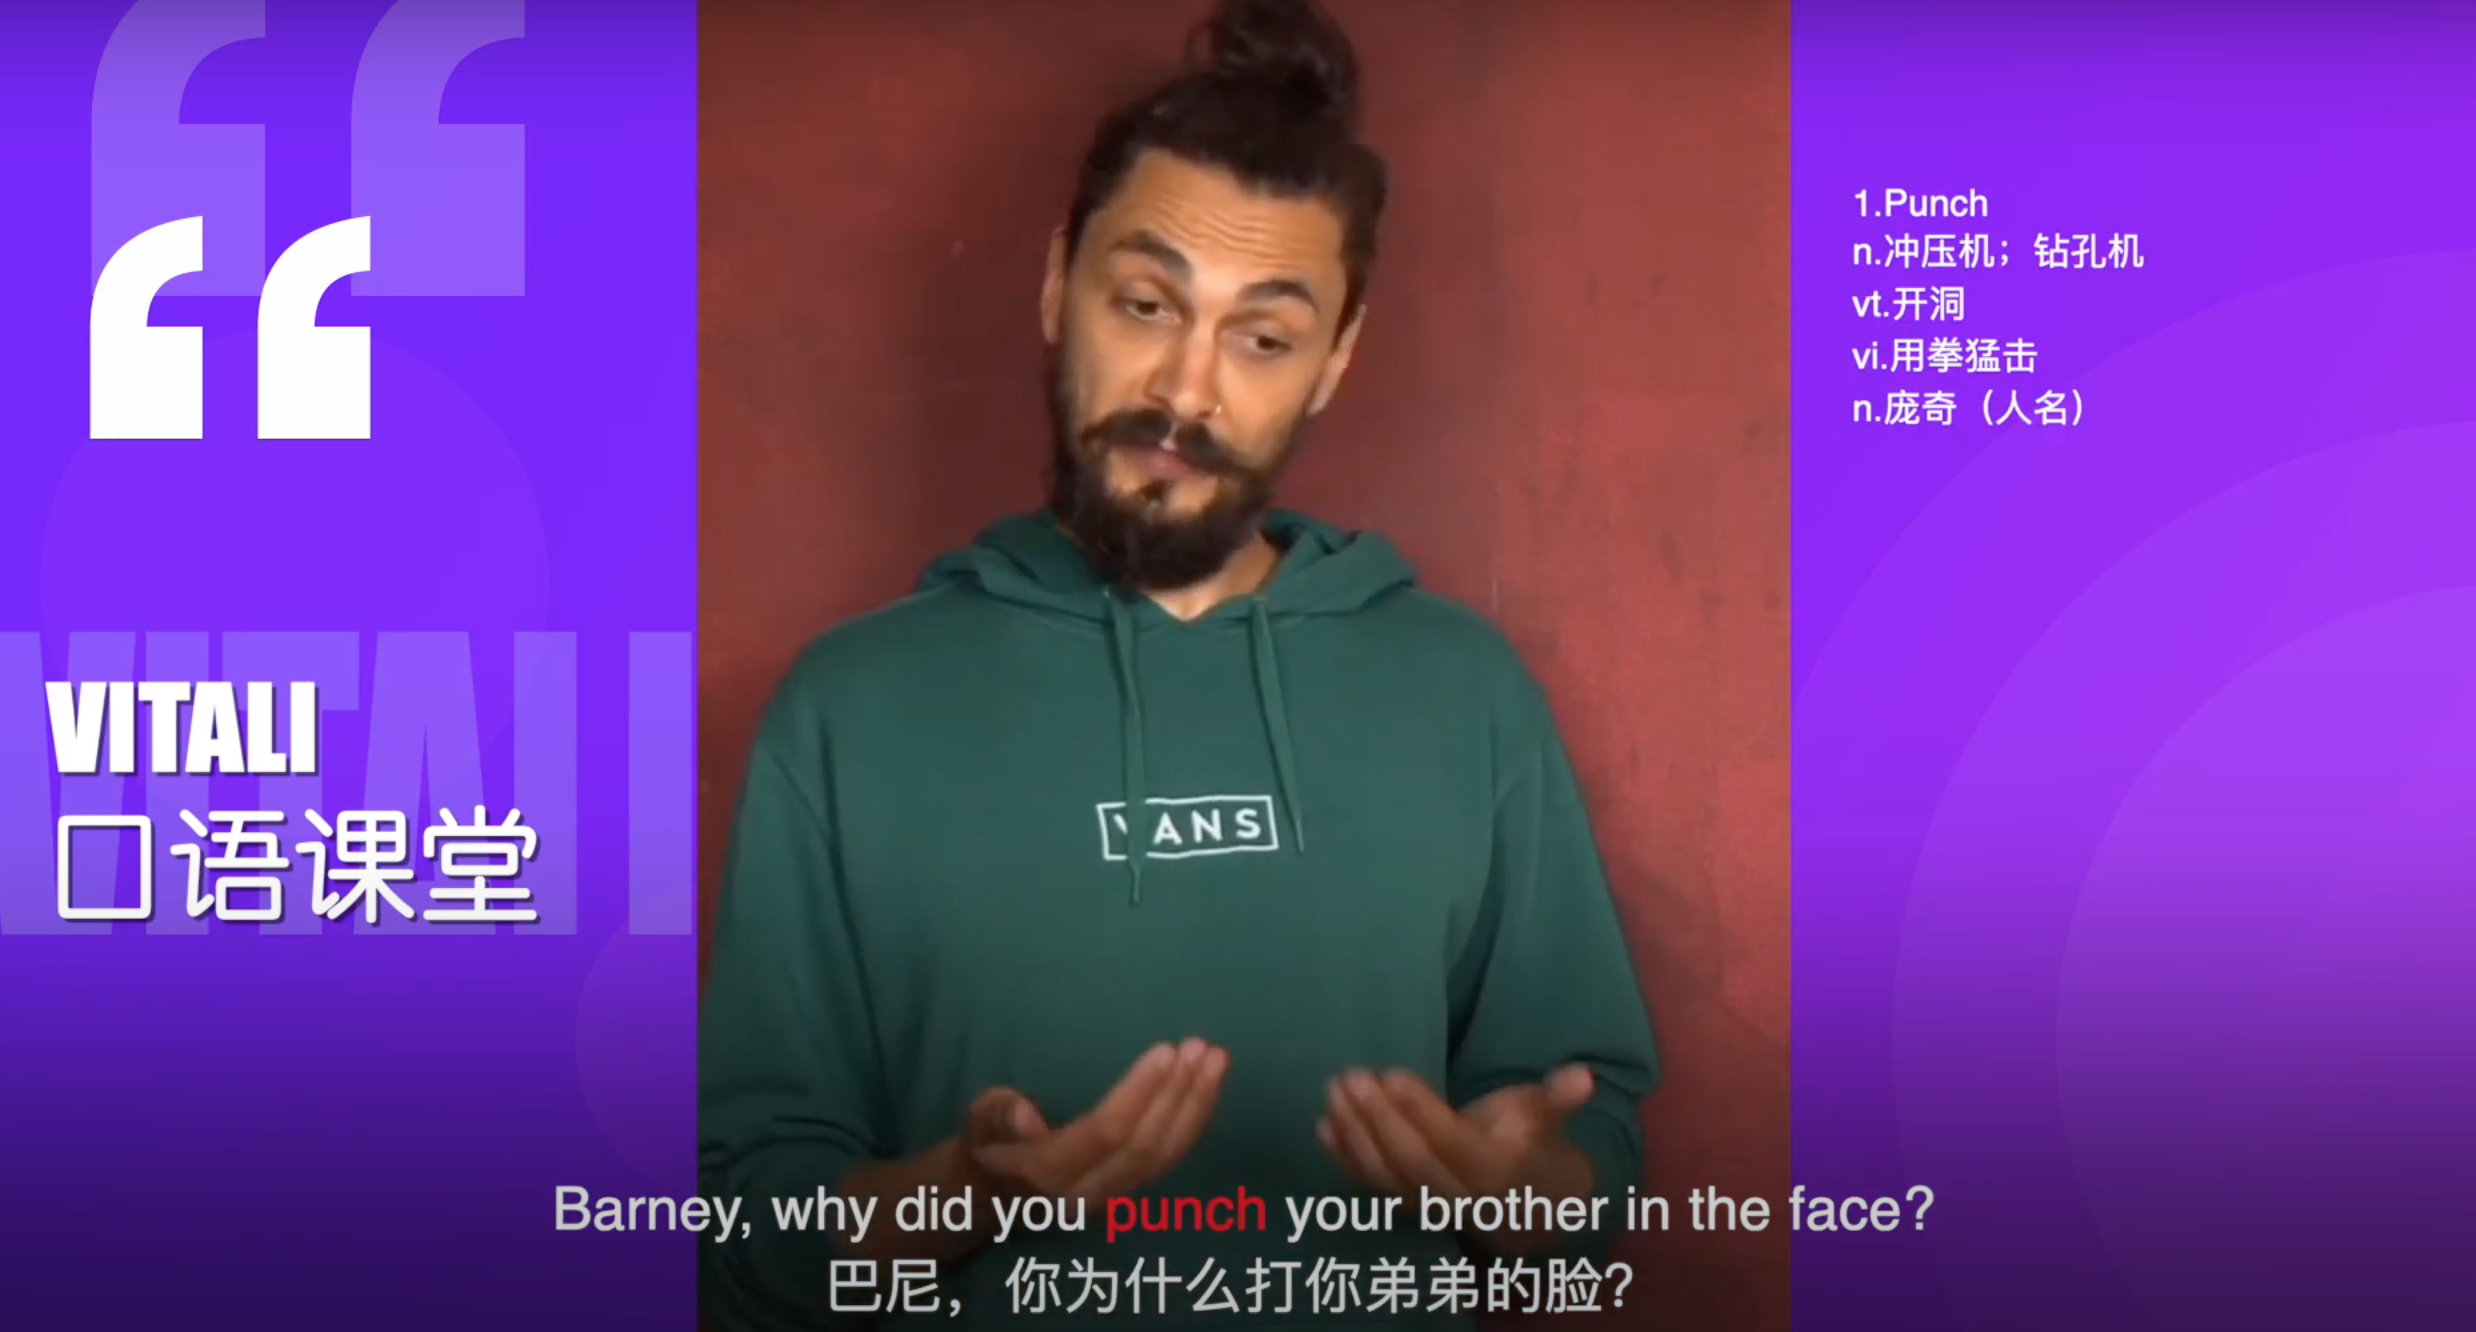 VITALI
VITALI
口语课堂
VANS
1.Punch
n.冲压机；钻孔机
vt.开洞
vi.用拳猛击
n.庞奇（人名）
Barney, why did you punch your brother in the face?
巴尼，你为什么打你弟弟的脸？